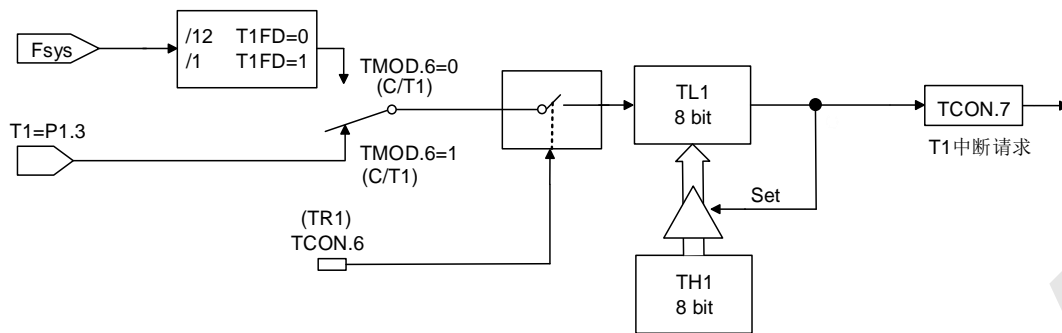 Fsys
/12 T1FD=0
/1 T1FD=1
TMOD.6=0
(C/T1)
T1=P1.3
TMOD.6=1
(C/T1)
(TR1)
TCON.6
TL1
8 bit
TCON.7
T1中断请求
Set
TH1
8 bit